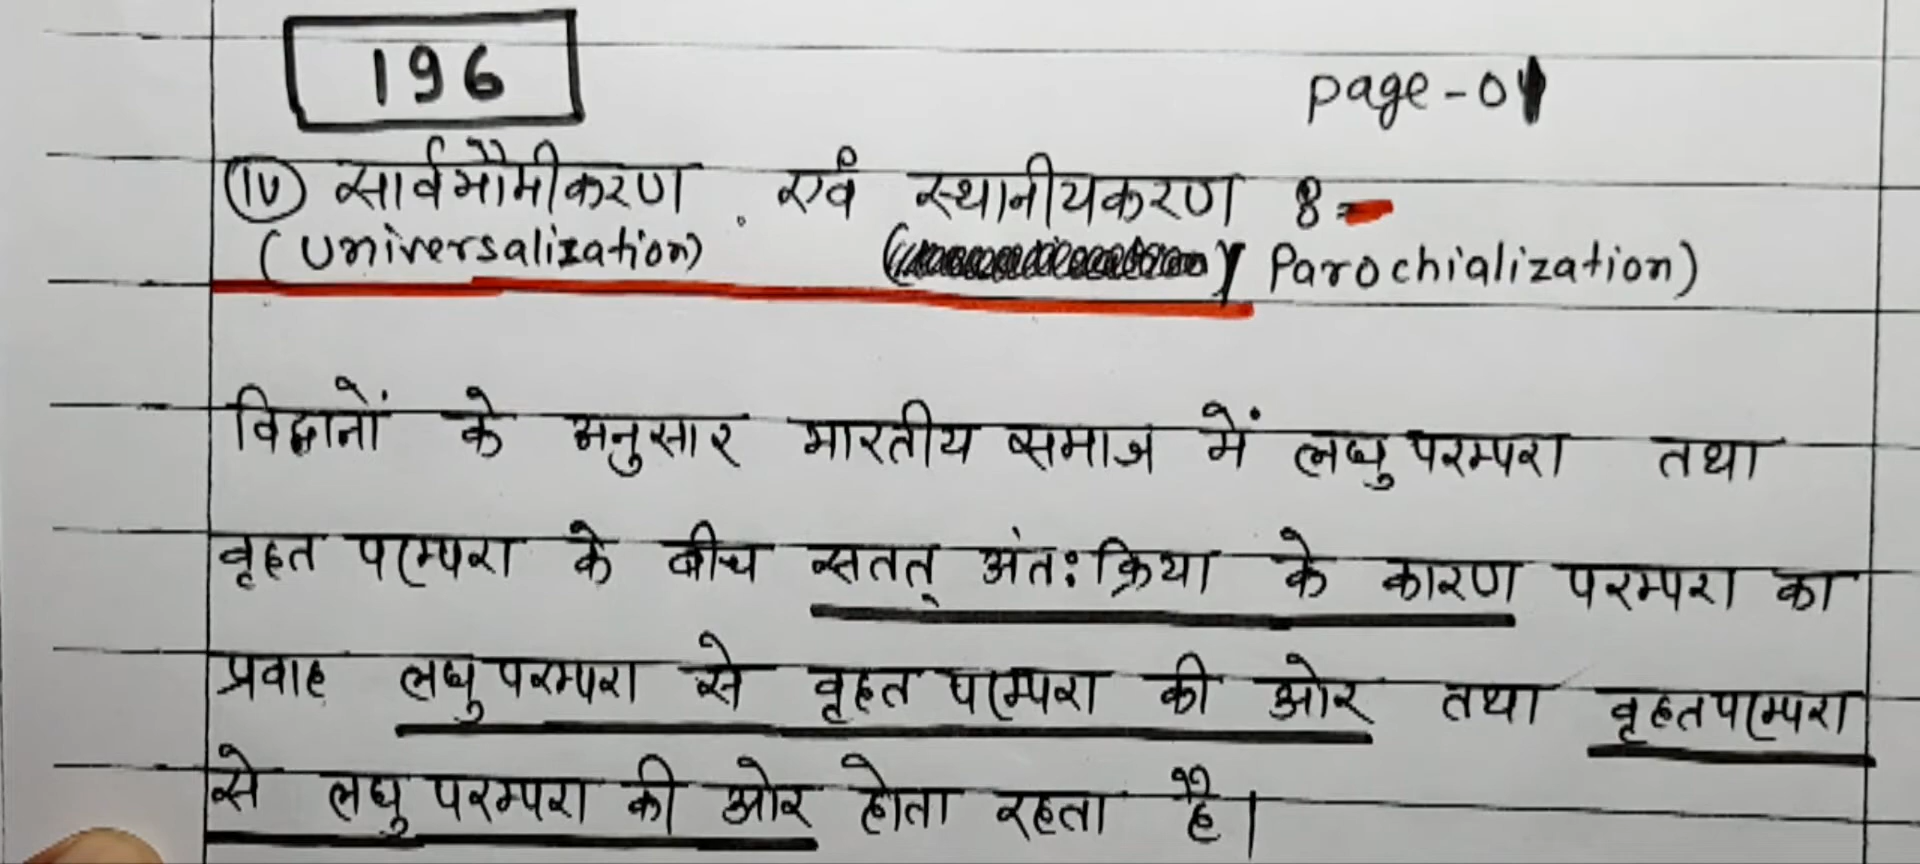 196
page-01
(iv) सार्वभौमीकरण एवं स्थानीयकरण :-
(Universalization) (Parochialization)
विद्वानों के अनुसार भारतीय समाज में लघु परम्परा तथा
वृहत परम्परा के बीच सतत् अंत:क्रिया के कारण परम्परा का
प्रवाह लघु परम्परा से वृहत परम्परा की ओर तथा वृहत परम्परा
से लघु परम्परा की ओर होता रहता है।